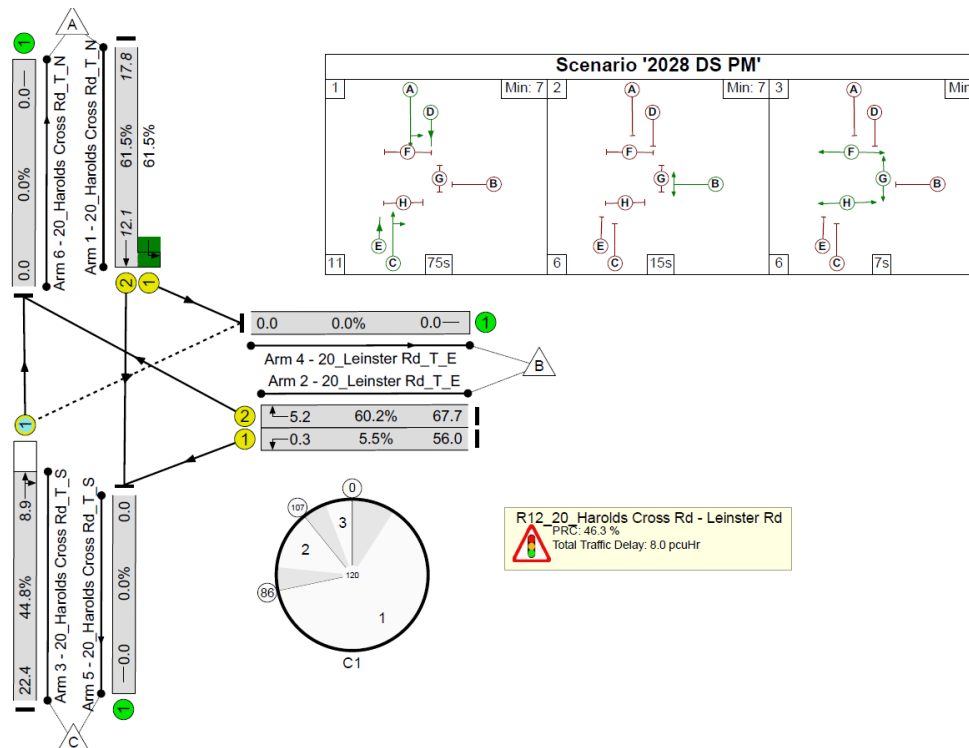 A
1
0.0
0.0%
0.0
Arm 6 - 20_Harolds Cross Rd_T_N
Arm 1 - 20_Harolds Cross Rd_T_N
17.8
61.5%
12.1
61.5%
2
1
Scenario '2028 DS PM'
1
Min: 7
A
D
F
G
B
H
E
C
11
75s
2
Min: 7
A
D
F
G
B
H
E
C
6
15s
3
Min
A
D
F
G
B
H
E
C
6
7s
0.0
0.0%
0.0
1
Arm 4 - 20_Leinster Rd_T_E
B
Arm 2 - 20_Leinster Rd_T_E
2
5.2
60.2%
67.7
1
0.3
5.5%
56.0
1
8.9
44.8%
22.4
Arm 3 - 20_Harolds Cross Rd_T_S
Arm 5 - 20_Harolds Cross Rd_T_S
0.0
0.0%
0.0
1
C
0
107
3
2
120
86
1
C1
R12_20_Harolds Cross Rd - Leinster Rd
PRC: 46.3 %
Total Traffic Delay: 8.0 pcuHr